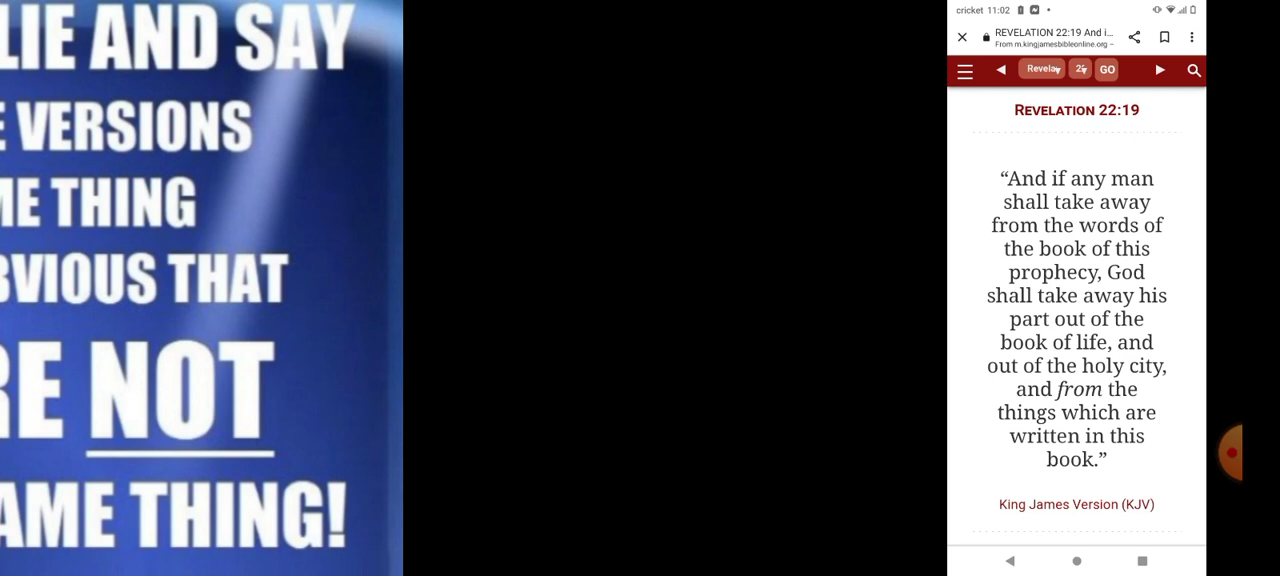 LIE AND SAY
E VERSIONS
ME THING
BVIOUS THAT
RE NOT
AME THING!
cricket 11:02
REVELATION 22:19 And i...
From m.kingjamesbibleonline.org –
GO
REVELATION 22:19
“And if any man
shall take away
from the words of
the book of this
prophecy, God
shall take away his
part out of the
book of life, and
out of the holy city,
and from the
things which are
written in this
book.”
King James Version (KJV)